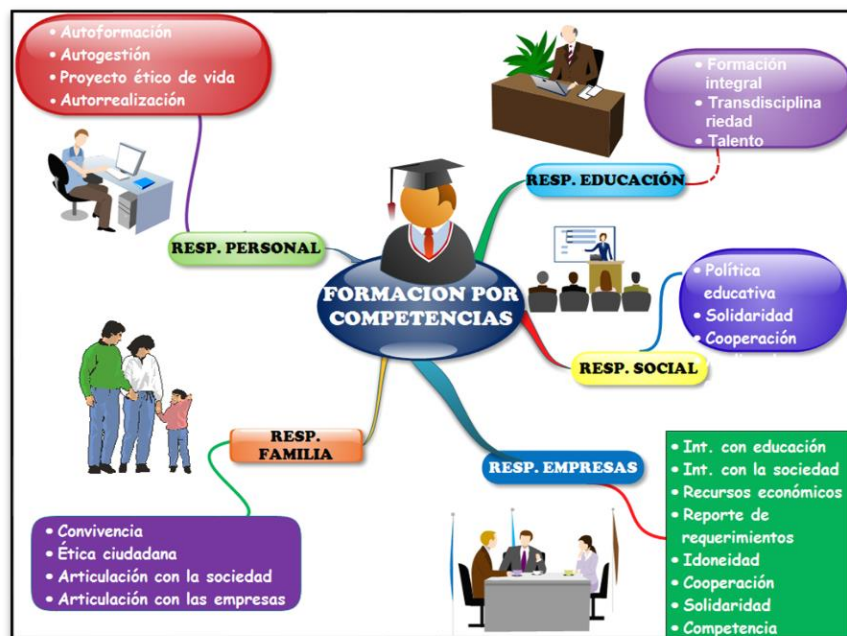 • Autoformación
• Autogestión
• Proyecto ético de vida
• Autorrealización
• Formación
integral
• Transdisciplina
riedad
• Talento
RESP. EDUCACIÓN
RESP. PERSONAL
FORMACION POR
COMPETENCIAS
• Política
educativa
• Solidaridad
• Cooperación
RESP. SOCIAL
RESP.
FAMILIA
RESP. EMPRESAS
• Convivencia
• Ética ciudadana
• Articulación con la sociedad
• Articulación con las empresas
• Int. con educación
• Int. con la sociedad
• Recursos económicos
• Reporte de
requerimientos
• Idoneidad
• Cooperación
• Solidaridad
• Competencia